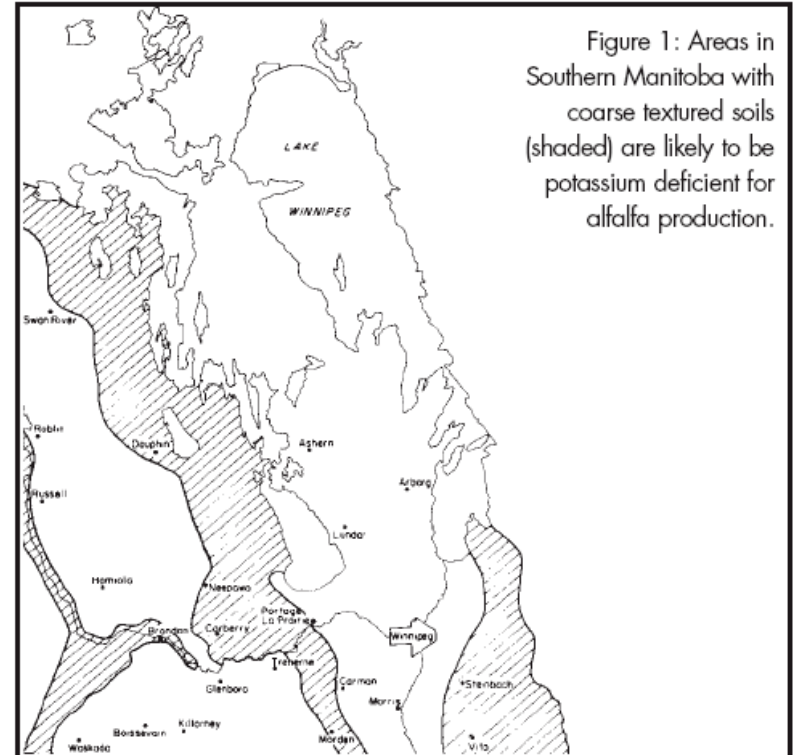 Figure 1: Areas in
Southern Manitoba with
coarse textured soils
(shaded) are likely to be
potassium deficient for
alfalfa production.
LAKE
WINNIPEG
Swan River
Roblin
Dauphin
Ashern
Russell
Arborg
Lundar
Hamiota
Neepawa
Portage
La Prairie
Brandon
Carberry
Winnipeg
Treherne
Glenboro
Carman
Steinbach
Morris
Boissevain
Killarney
Waskada
Morden
Vita